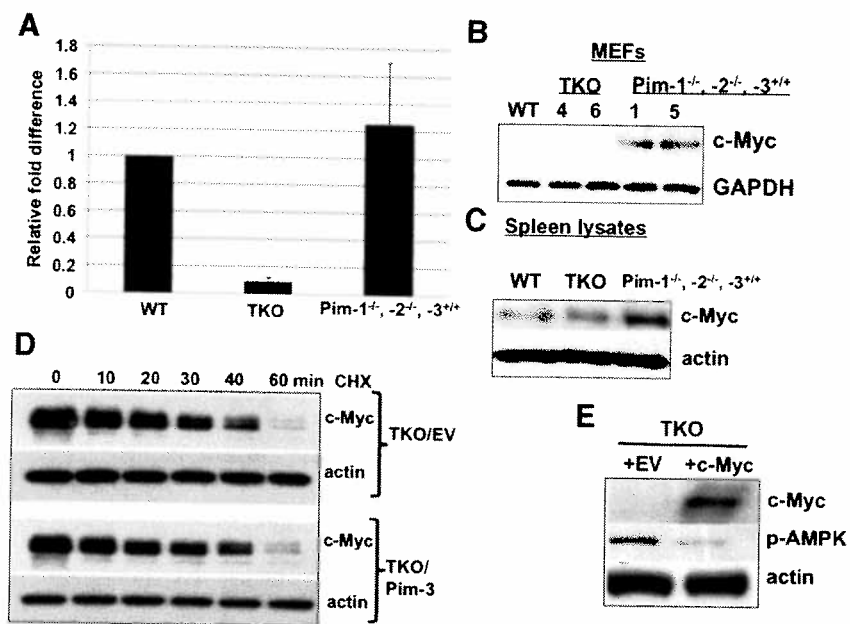 A
1.8
1.6
1.4
1.2
1
0.8
0.6
0.4
0.2
0
Relative fold difference
WT TKO Pim-1-/-, -2-/-, -3+/+
B
MEFs
TKO Pim-1-/-, -2-/-, -3+/+
WT 4 6 1 5
c-Myc
GAPDH
C Spleen lysates
WT TKO Pim-1-/-, -2-/-, -3+/+
c-Myc
actin
D
0 10 20 30 40 60 min CHX
c-Myc
TKO/EV
actin
c-Myc
TKO/
Pim-3
actin
E
TKO
+EV +c-Myc
c-Myc
p-AMPK
actin